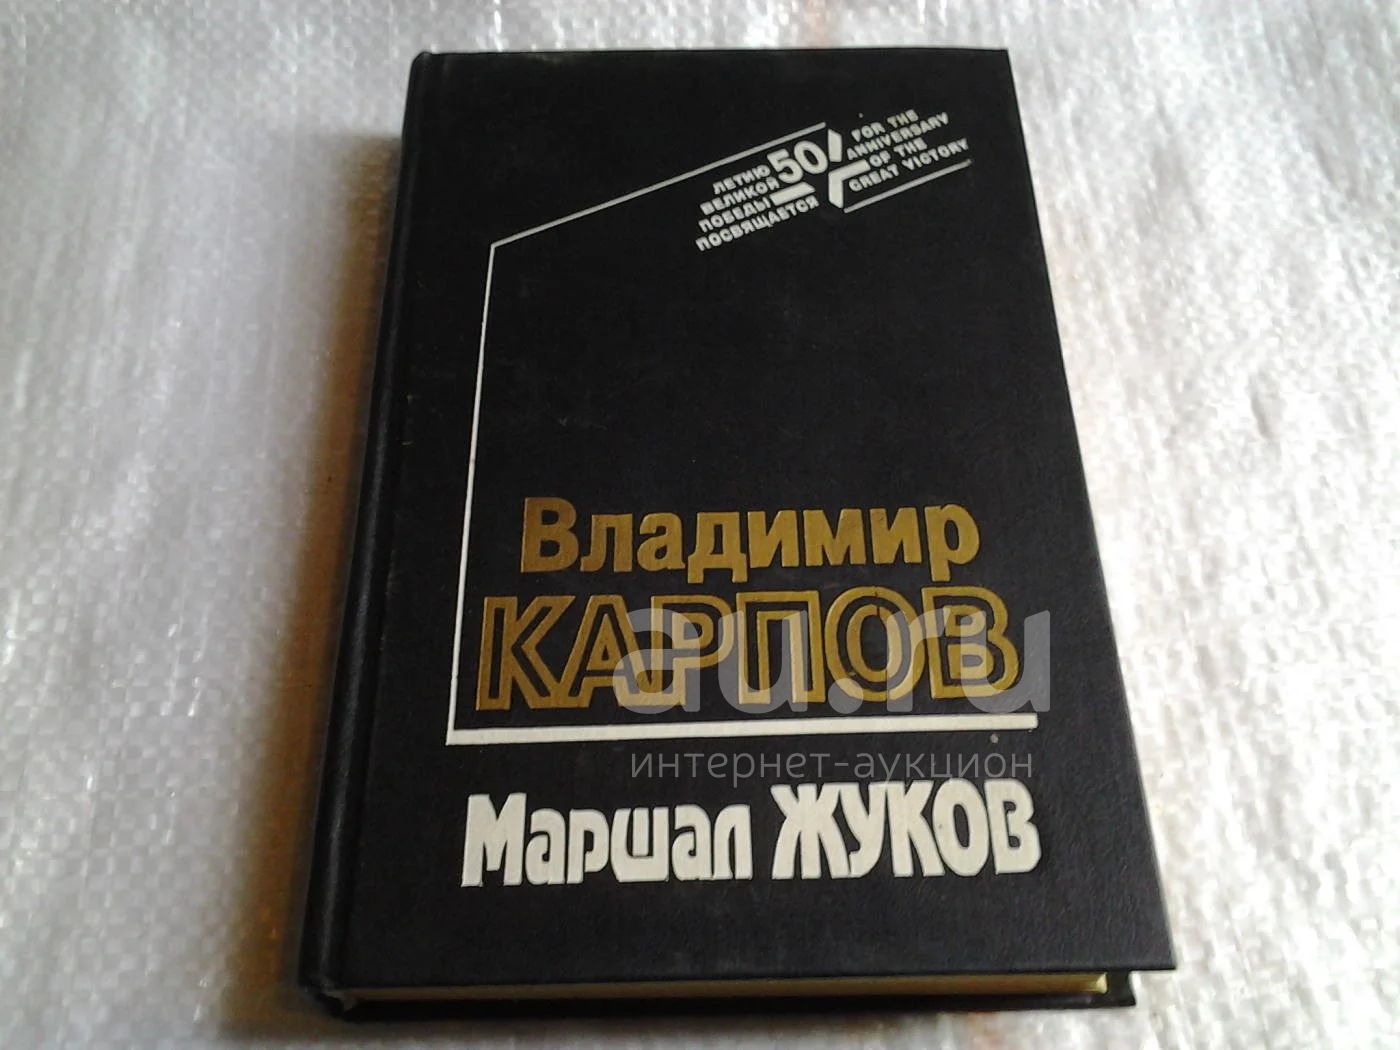 50
ЛЕТИЮ
ВЕЛИКОЙ
ПОБЕДЫ
ПОСВЯЩАЕТСЯ
FOR THE
ANNIVERSARY
OF THE
GREAT VICTORY
Владимир
КАРПОВ
au.ru
интернет-аукцион
Маршал ЖУКОВ